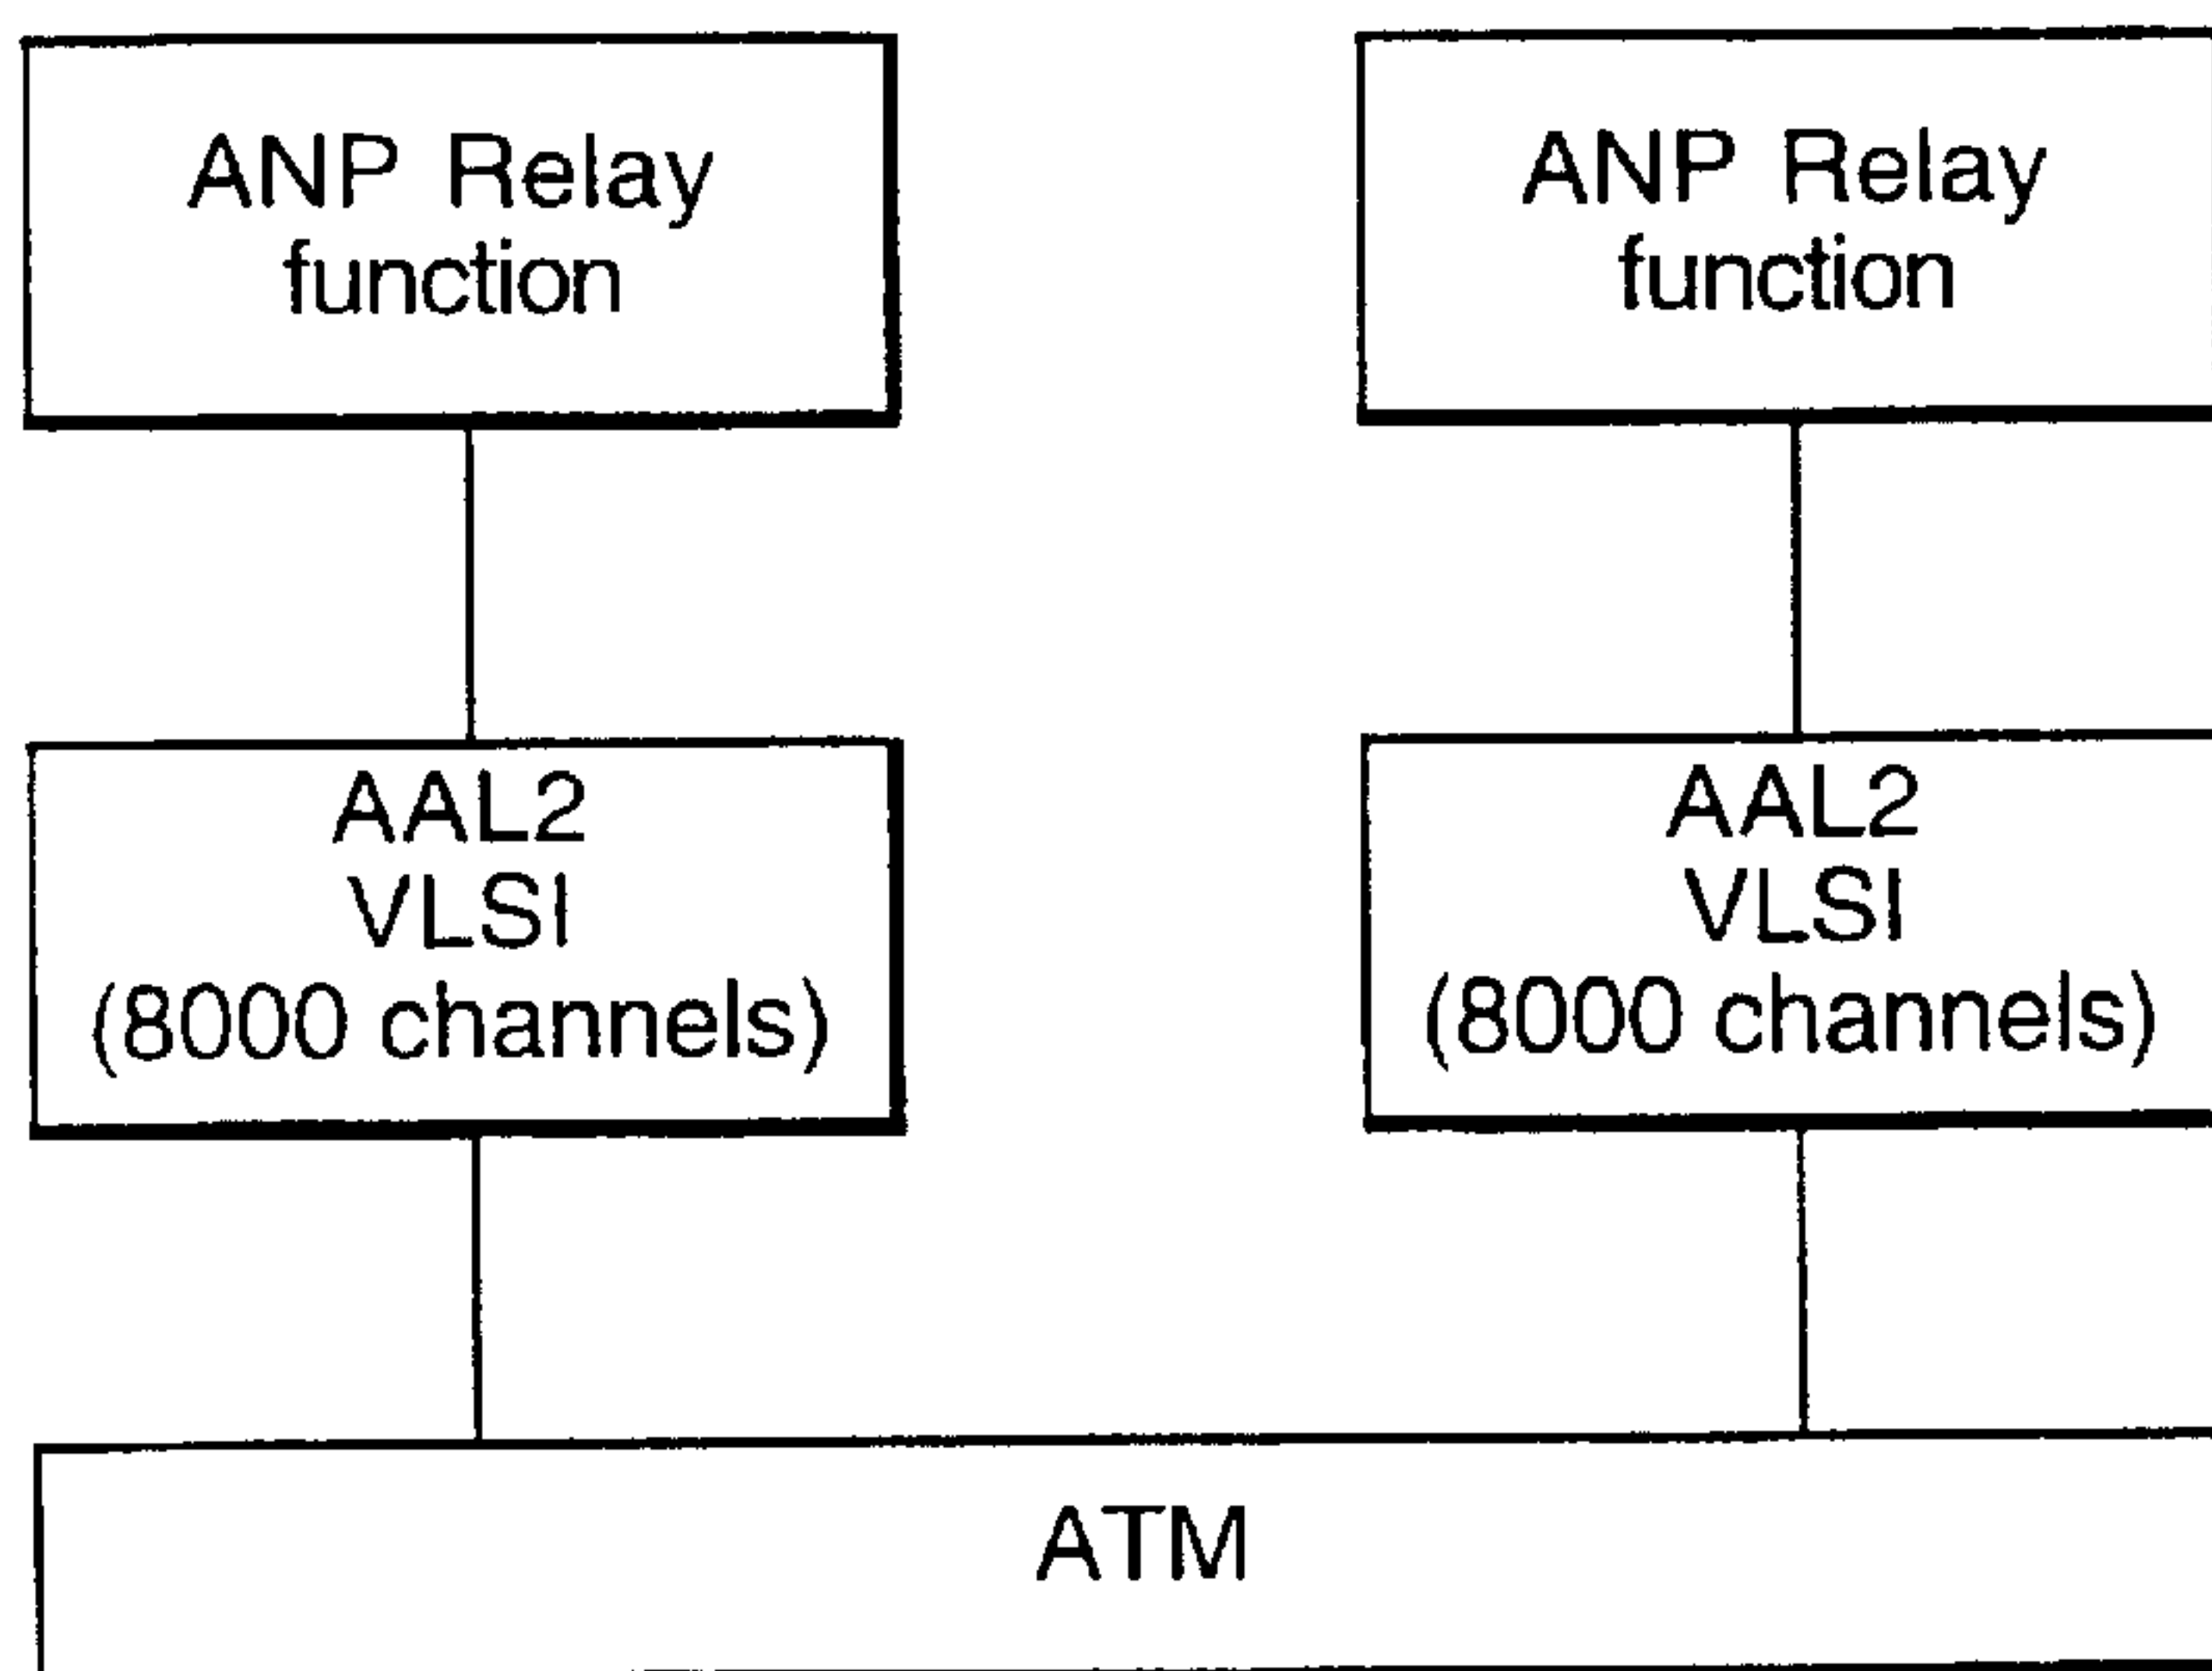 ANP Relay
function
ANP Relay
function
AAL2
VLSI
(8000 channels)
AAL2
VLSI
(8000 channels)
ATM